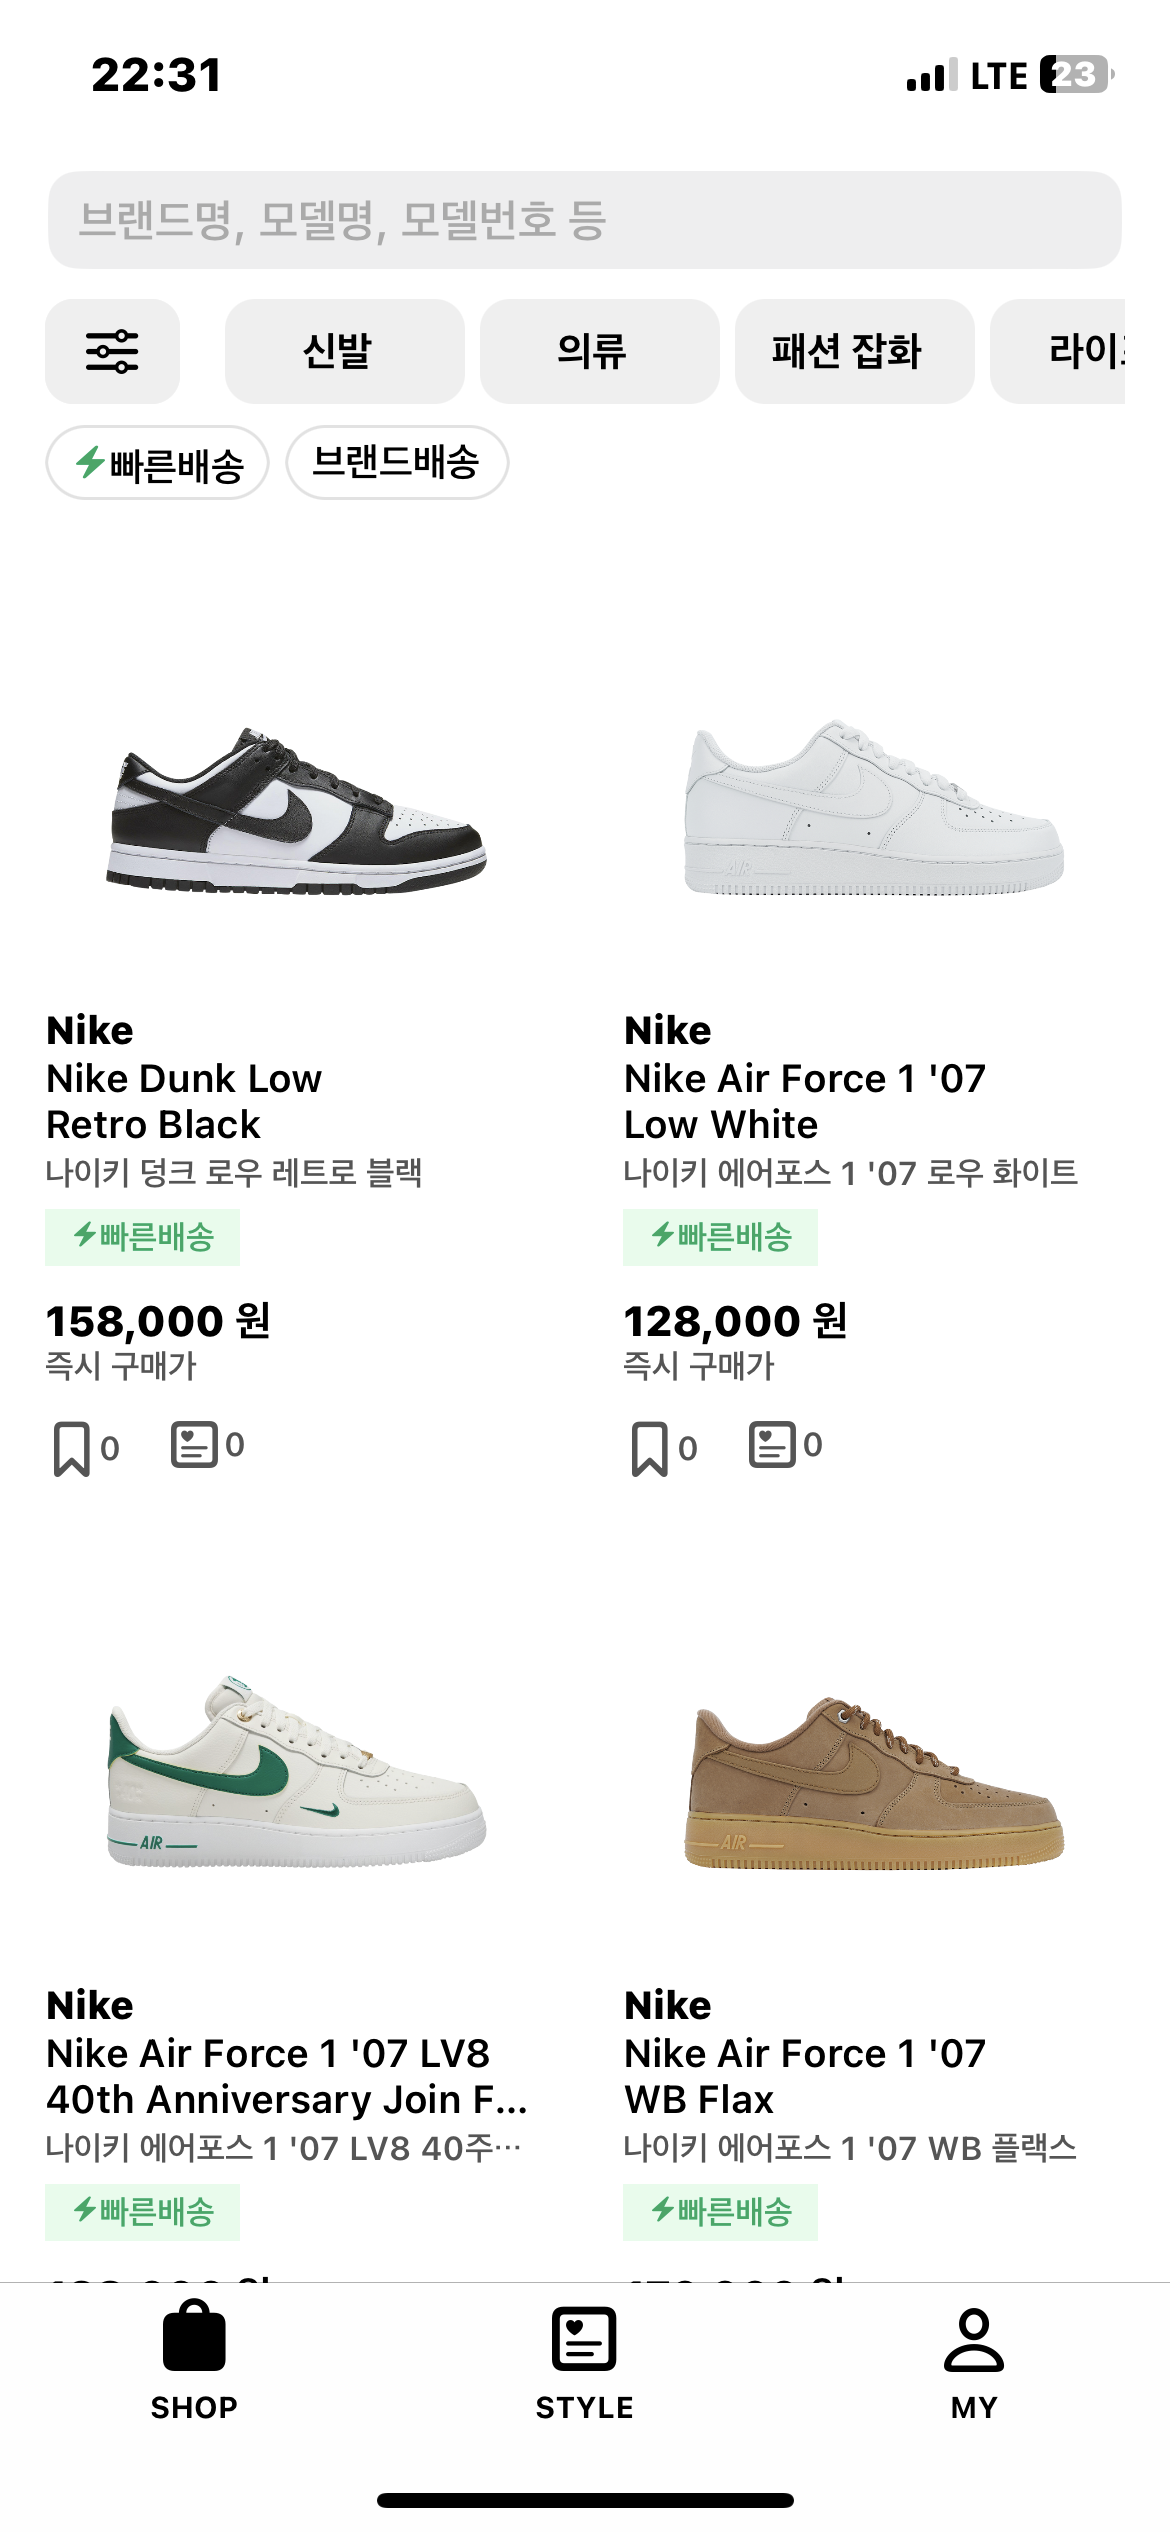 22:31
LTE 23
브랜드명, 모델명, 모델번호 등
신발
의류
패션 잡화
라이
빠른배송
브랜드배송
AIR
Nike
Nike Dunk Low
Retro Black
나이키 덩크 로우 레트로 블랙
빠른배송
158,000 원
즉시 구매가
0
0
Nike
Nike Air Force 1 '07
Low White
나이키 에어포스 1 '07 로우 화이트
빠른배송
128,000 원
즉시 구매가
0
0
AIR
AIR
Nike
Nike Air Force 1 '07 LV8
40th Anniversary Join F...
나이키 에어포스 1 '07 LV8 40주...
빠른배송
Nike
Nike Air Force 1 '07
WB Flax
나이키 에어포스 1 '07 WB 플랙스
빠른배송
SHOP
STYLE
MY